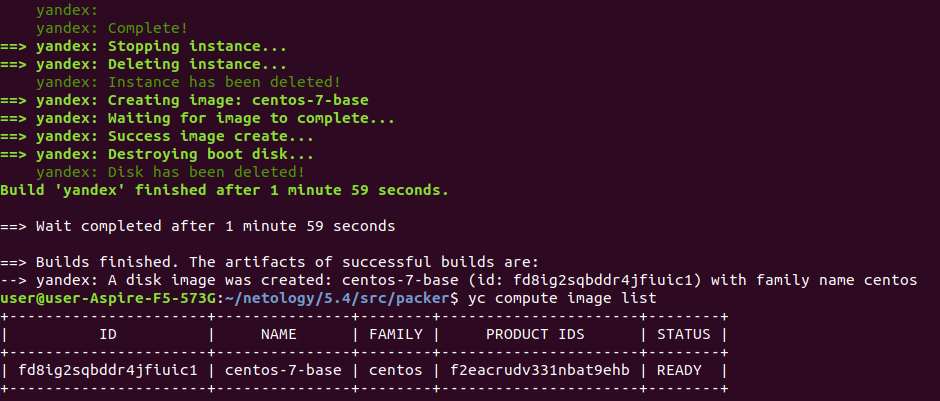 yandex:
yandex: Complete!
==> yandex: Stopping instance...
==> yandex: Deleting instance...
yandex: Instance has been deleted!
==> yandex: Creating image: centos-7-base
==> yandex: Waiting for image to complete...
==> yandex: Success image create...
==> yandex: Destroying boot disk...
yandex: Disk has been deleted!
Build 'yandex' finished after 1 minute 59 seconds.
==> Wait completed after 1 minute 59 seconds
==> Builds finished. The artifacts of successful builds are:
--> yandex: A disk image was created: centos-7-base (id: fd8ig2sqbddr4jfiuic1) with family name centos
user@user-Aspire-F5-573G:~/netology/5.4/src/packer$ yc compute image list
+----------------------+---------------+--------+----------------------+--------+
|          ID          |     NAME      | FAMILY |     PRODUCT IDS      | STATUS |
+----------------------+---------------+--------+----------------------+--------+
| fd8ig2sqbddr4jfiuic1 | centos-7-base | centos | f2eacrudv331nbat9ehb | READY  |
+----------------------+---------------+--------+----------------------+--------+